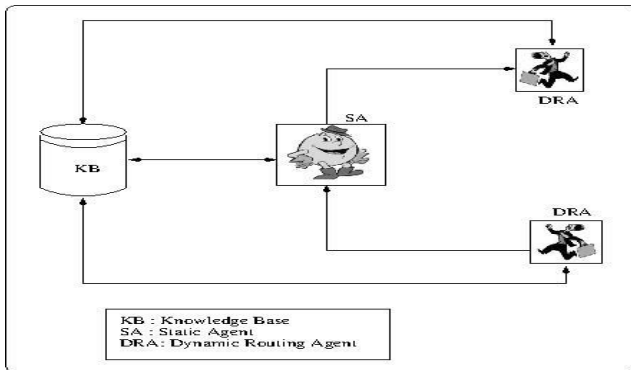 DRA
SA
KB
DRA
KB : Knowledge Base
SA : Static Agent
DRA: Dynamic Routing Agent